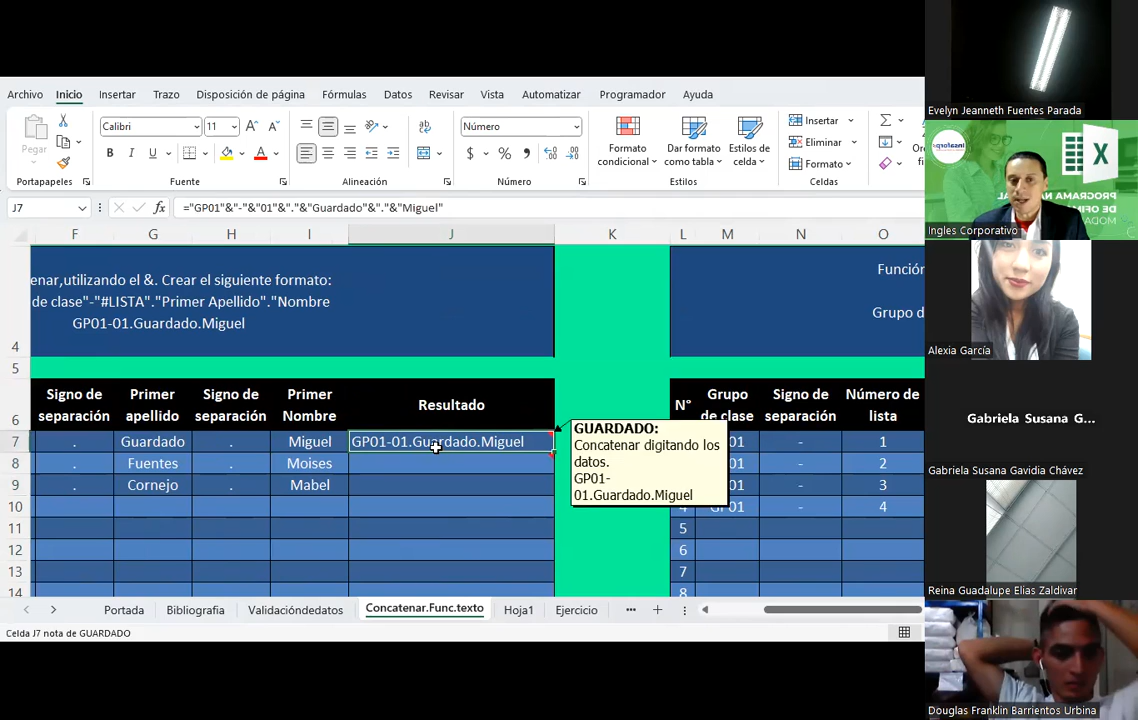 Archivo Inicio Insertar Trazo Disposición de página Fórmulas Datos Revisar Vista Automatizar Programador Ayuda
Pegar
Calibri 11
N K S
Número
$ % 000
Formato condicional
Dar formato como tabla
Estilos de celda
Insertar
Eliminar
Formato
Portapapeles Fuente Alineación Número Estilos Celdas
J7 fx ="GP01"&"-"&"01"&"."&"Guardado"&"."&"Miguel"
F G H I J K L M N O
4
enar,utilizando el &. Crear el siguiente formato:
de clase"-"#LISTA"."Primer Apellido"."Nombre
GP01-01.Guardado.Miguel
Función
Grupo d
5
6 Signo de separación Primer apellido Signo de separación Primer Nombre Resultado N° Grupo de clase Signo de separación Número de lista
7 . Guardado . Miguel GP01-01.Guardado.Miguel 01 - 1
8 . Fuentes . Moises - 2
9 . Cornejo . Mabel - 3
10 4 GP01 - 4
11 5
12 6
13 7
14 8
GUARDADO:
Concatenar digitando los
datos.
GP01-
01.Guardado.Miguel
Portada Bibliografia Validacióndedatos Concatenar.Func.texto Hoja1 Ejercicio
Celda J7 nota de GUARDADO
Evelyn Jeanneth Fuentes Parada
insaforp
X
Ingles Corporativo
Alexia García
Gabriela Susana G...
Gabriela Susana Gavidia Chávez
Reina Guadalupe Elias Zaldivar
Douglas Franklin Barrientos Urbina